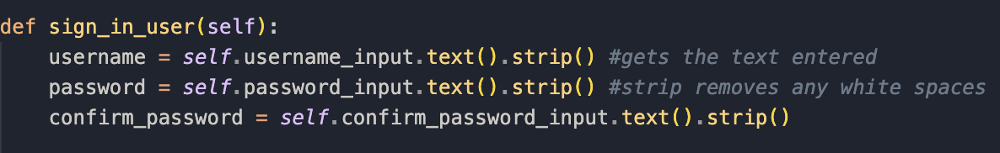 def sign_in_user(self):
    username = self.username_input.text().strip() #gets the text entered
    password = self.password_input.text().strip() #strip removes any white spaces
    confirm_password = self.confirm_password_input.text().strip()